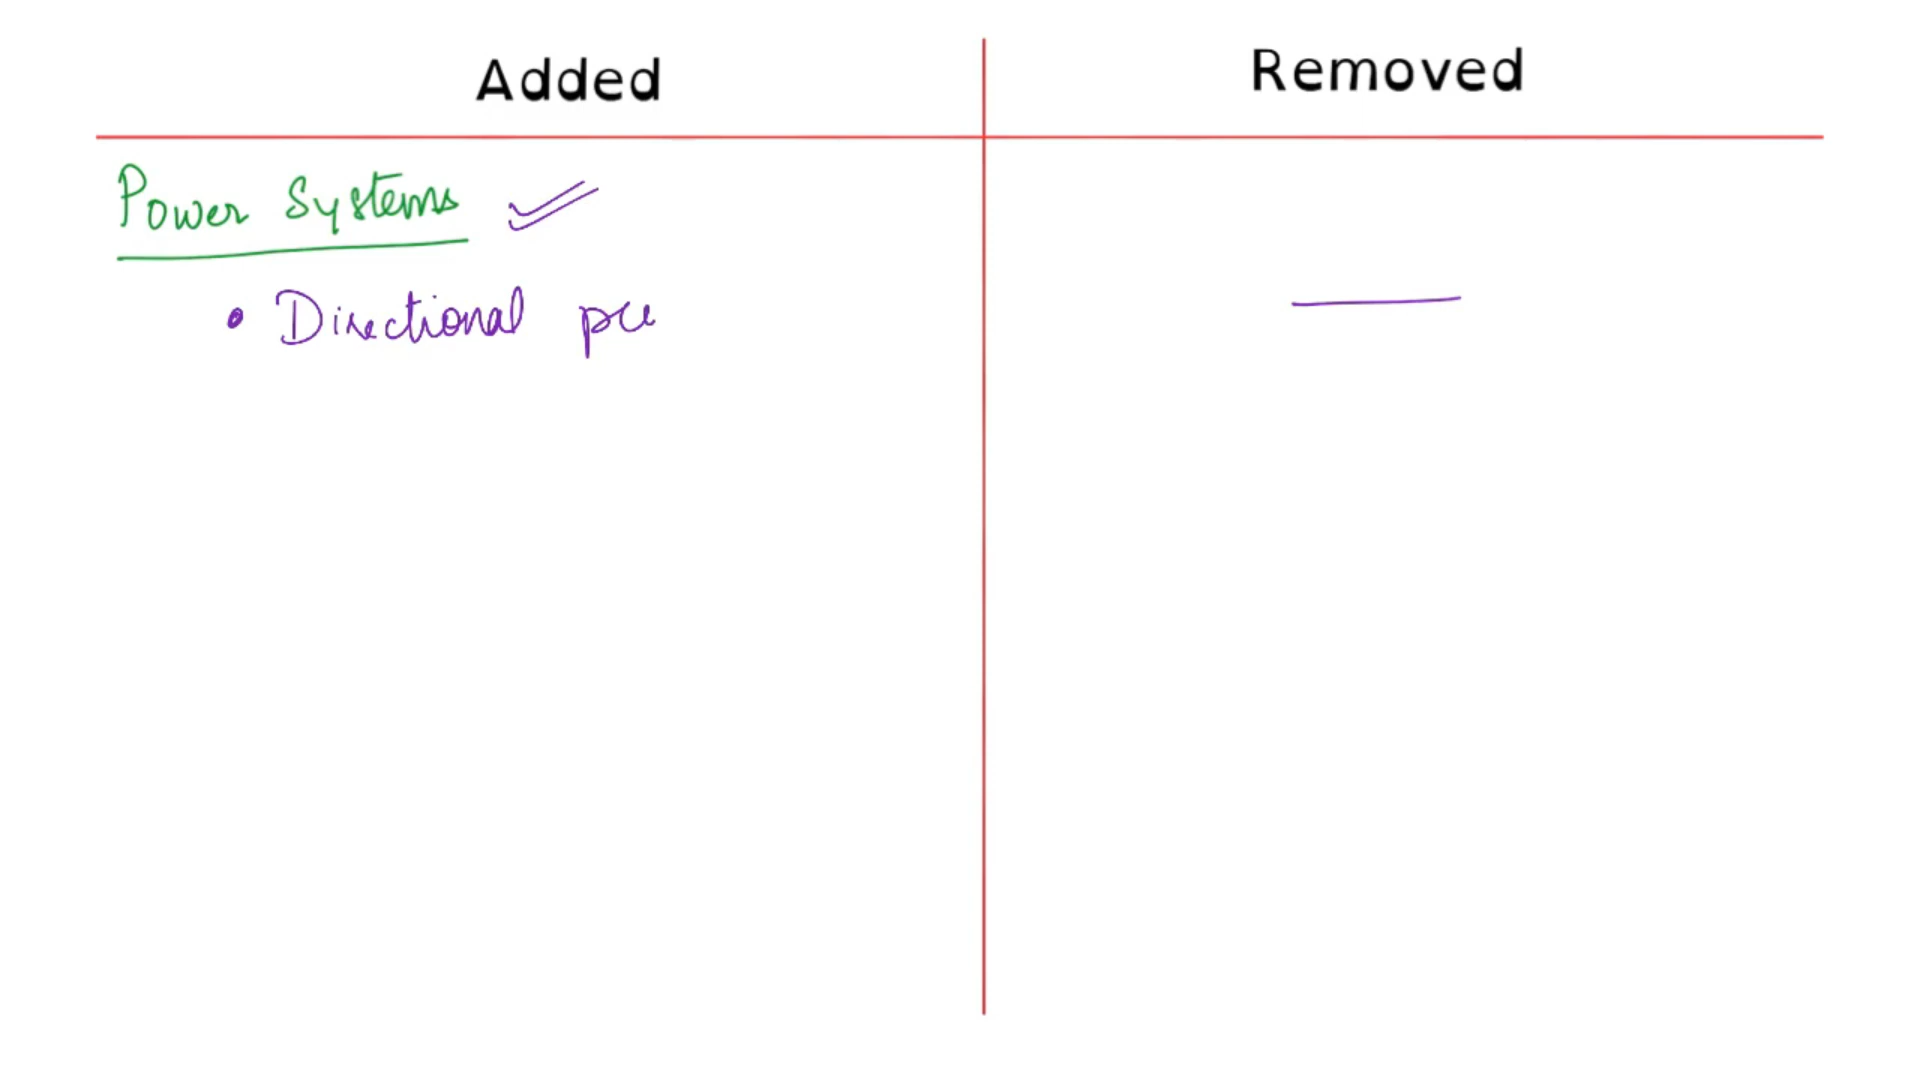 Added
Removed
Power Systems
• Directional